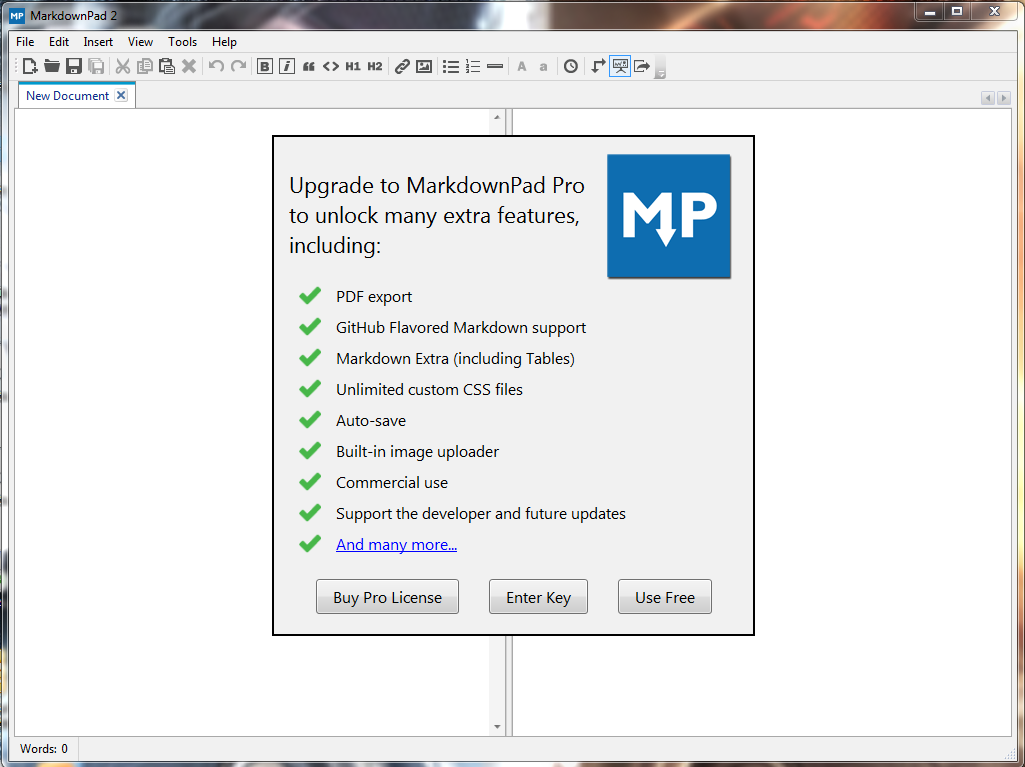 MP MarkdownPad 2
File Edit Insert View Tools Help
B i “ <> H1 H2 A a
New Document
Upgrade to MarkdownPad Pro
to unlock many extra features,
including:
MP
PDF export
GitHub Flavored Markdown support
Markdown Extra (including Tables)
Unlimited custom CSS files
Auto-save
Built-in image uploader
Commercial use
Support the developer and future updates
And many more...
Buy Pro License Enter Key Use Free
Words: 0